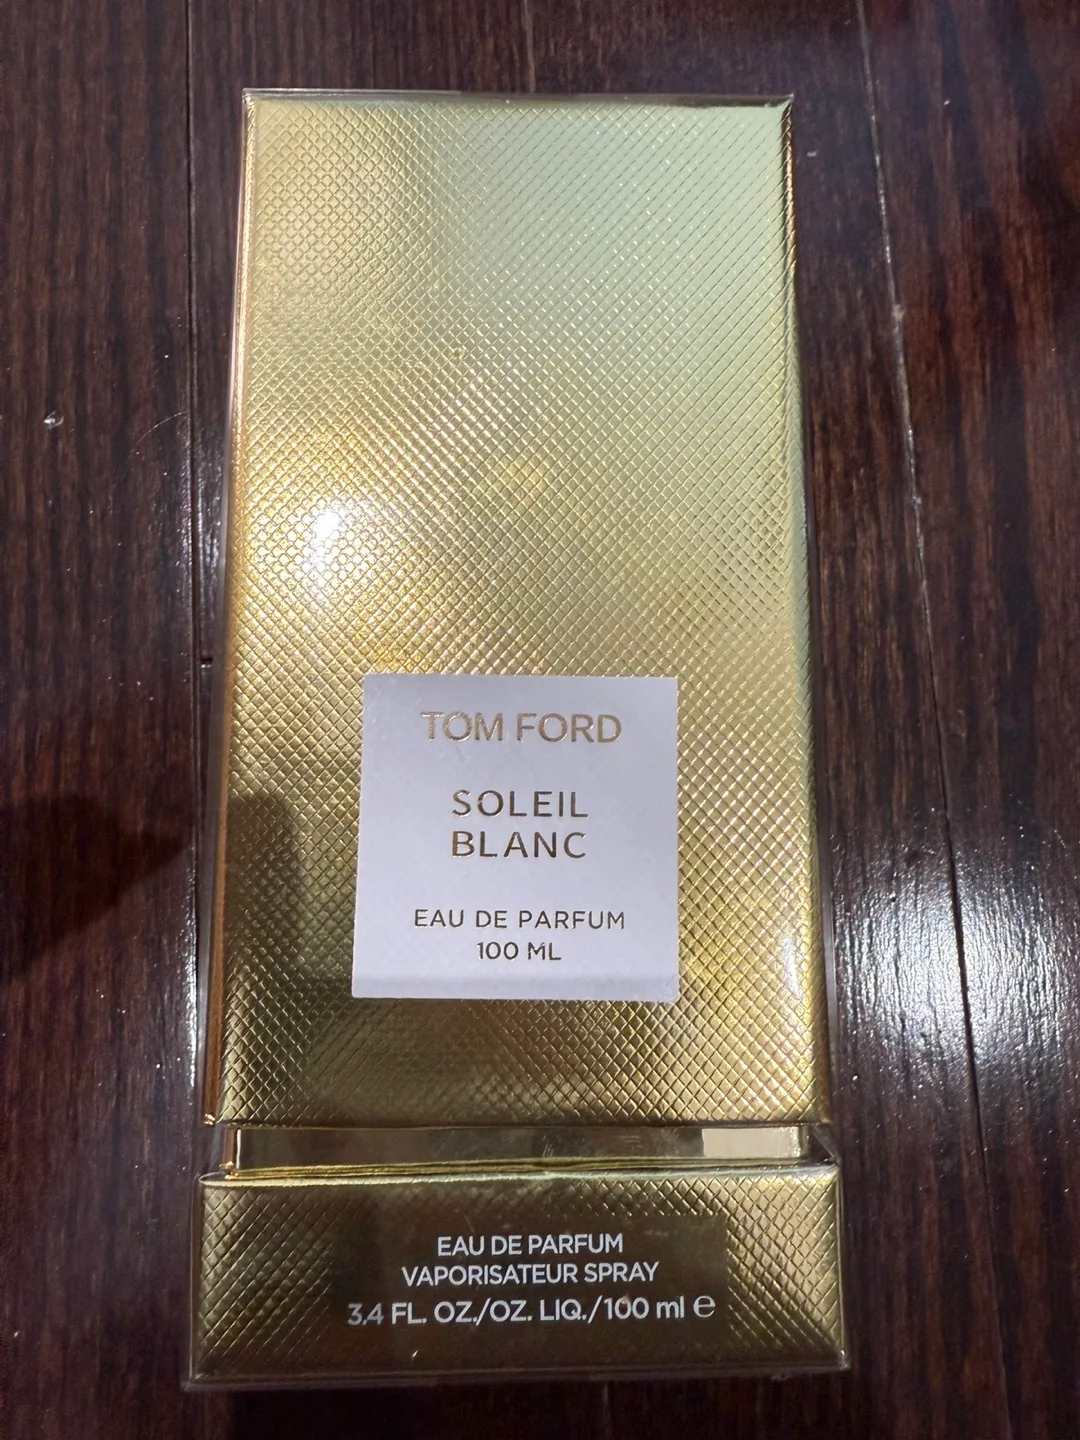 TOM FORD
SOLEIL
BLANC
EAU DE PARFUM
100 ML
EAU DE PARFUM
VAPORISATEUR SPRAY
3.4 FL. OZ./OZ. LIQ./100 ml ℮